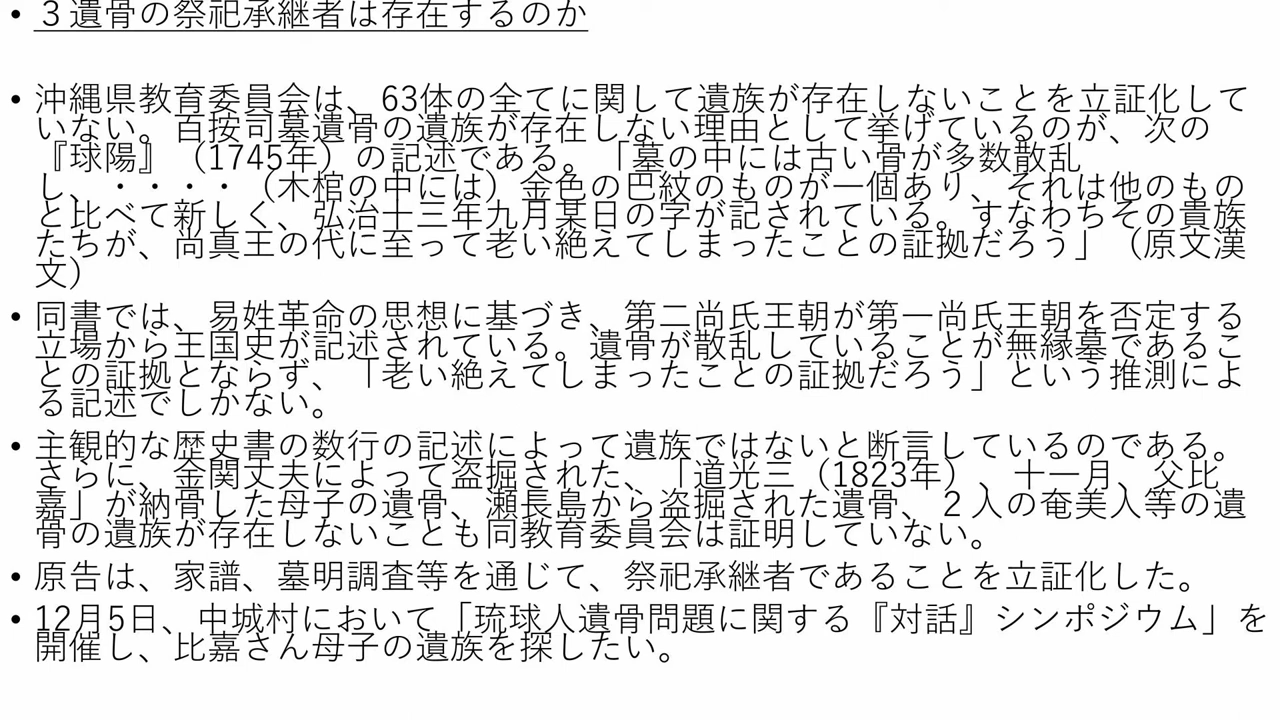 • ３遺骨の祭祀承継者は存在するのか
• 沖縄県教育委員会は、63体の全てに関して遺族が存在しないことを立証化して
いない。百按司墓遺骨の遺族が存在しない理由として挙げているのが、次の
『球陽』（1745年）の記述である。「墓の中には古い骨が多数散乱
し、・・・・（木棺の中には）金色の巴紋のものが一個あり、それは他のもの
と比べて新しく、弘治十三年九月某日の字が記されている。すなわちその貴族
たちが、尚真王の代に至って老い絶えてしまったことの証拠だろう」（原文漢
文）
• 同書では、易姓革命の思想に基づき、第二尚氏王朝が第一尚氏王朝を否定する
立場から王国史が記述されている。遺骨が散乱していることが無縁墓であるこ
との証拠とならず、「老い絶えてしまったことの証拠だろう」という推測によ
る記述でしかない。
• 主観的な歴史書の数行の記述によって遺族ではないと断言しているのである。
さらに、金関丈夫によって盗掘された、「道光三（1823年）、十一月、父比
嘉」が納骨した母子の遺骨、瀬長島から盗掘された遺骨、２人の奄美人等の遺
骨の遺族が存在しないことも同教育委員会は証明していない。
• 原告は、家譜、墓明調査等を通じて、祭祀承継者であることを立証化した。
• 12月5日、中城村において「琉球人遺骨問題に関する『対話』シンポジウム」を
開催し、比嘉さん母子の遺族を探したい。